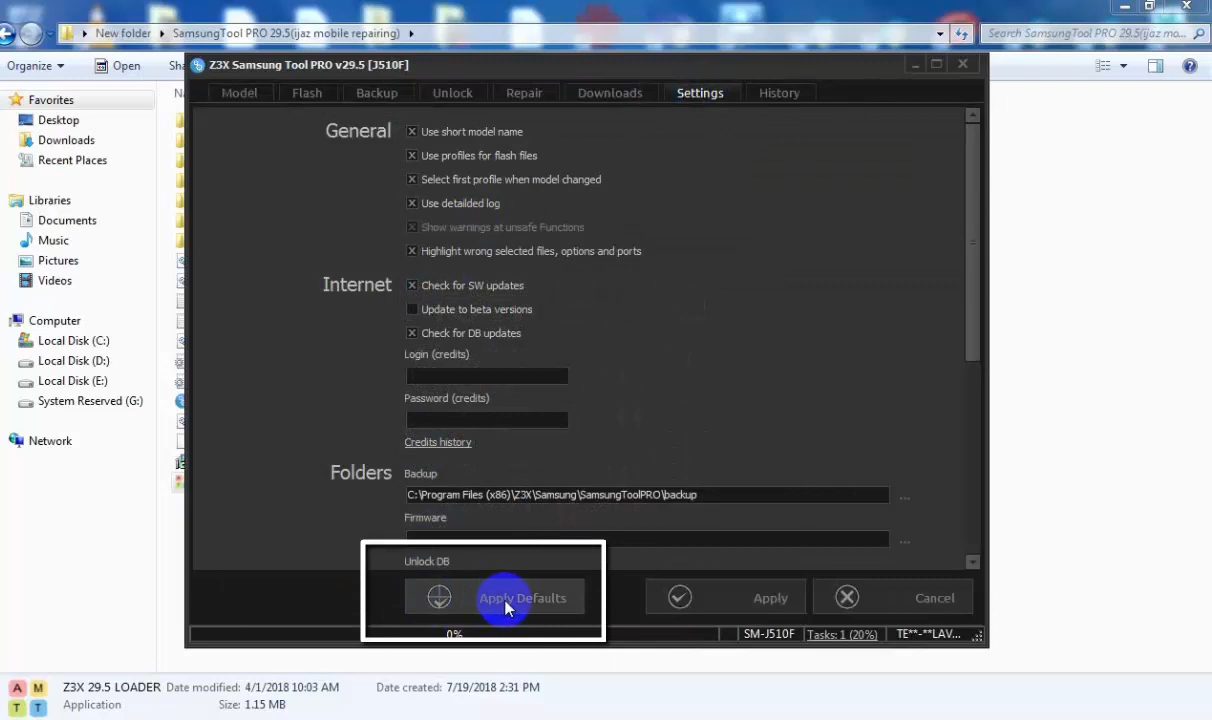 New folder
SamsungTool PRO 29.5(ijaz mobile repairing)
Search SamsungTool PRO 29.5(ijaz mo...
Organize
Open
Sha
Z3X Samsung Tool PRO v29.5 [J510F]
Model
Flash
Backup
Unlock
Repair
Downloads
Settings
History
Favorites
Desktop
Downloads
Recent Places
Libraries
Documents
Music
Pictures
Videos
Computer
Local Disk (C:)
Local Disk (D:)
Local Disk (E:)
System Reserved (G:)
Network
General
Use short model name
Use profiles for flash files
Select first profile when model changed
Use detailded log
Show warnings at unsafe Functions
Highlight wrong selected files, options and ports
Internet
Check for SW updates
Update to beta versions
Check for DB updates
Login (credits)
Password (credits)
Credits history
Folders
Backup
C:\Program Files (x86)\Z3X\Samsung\SamsungToolPRO\backup
...
Firmware
...
Unlock DB
Apply Defaults
Apply
Cancel
0%
SM-J510F
Tasks: 1 (20%)
TE**-**LAV...
Z3X 29.5 LOADER
Date modified: 4/1/2018 10:03 AM
Date created: 7/19/2018 2:31 PM
Application
Size: 1.15 MB
A M
T T